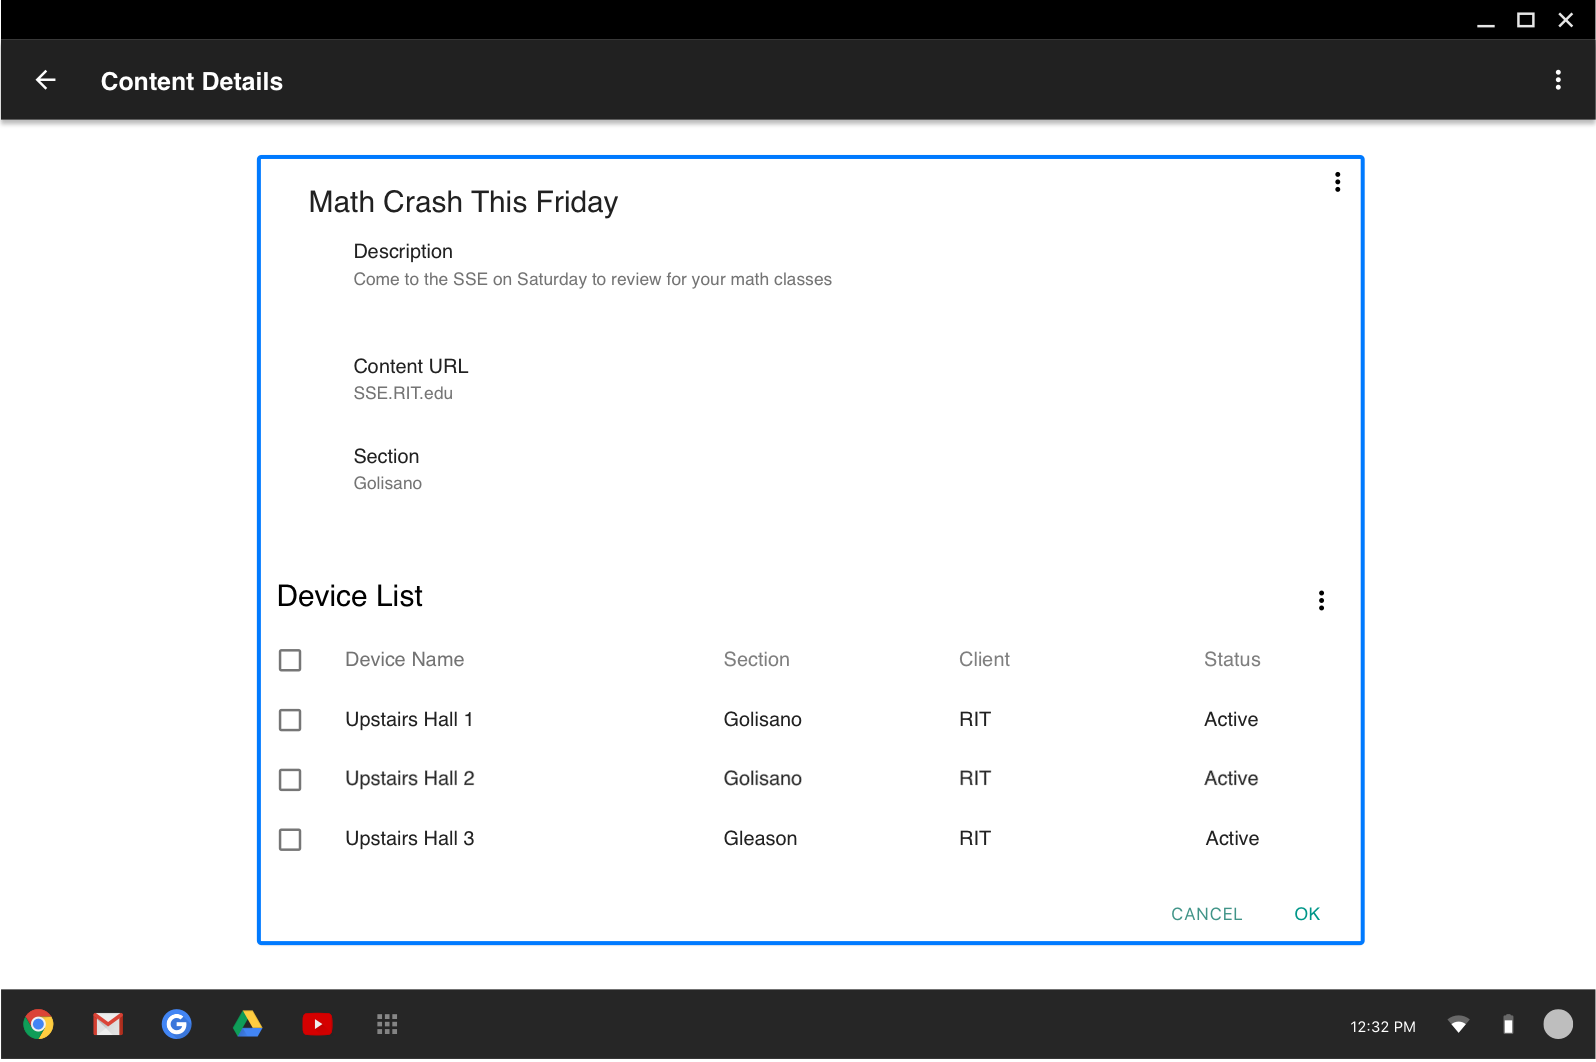 Content Details
Math Crash This Friday
Description
Come to the SSE on Saturday to review for your math classes
Content URL
SSE.RIT.edu
Section
Golisano
Device List
Device Name Section Client Status
Upstairs Hall 1 Golisano RIT Active
Upstairs Hall 2 Golisano RIT Active
Upstairs Hall 3 Gleason RIT Active
CANCEL OK
12:32 PM